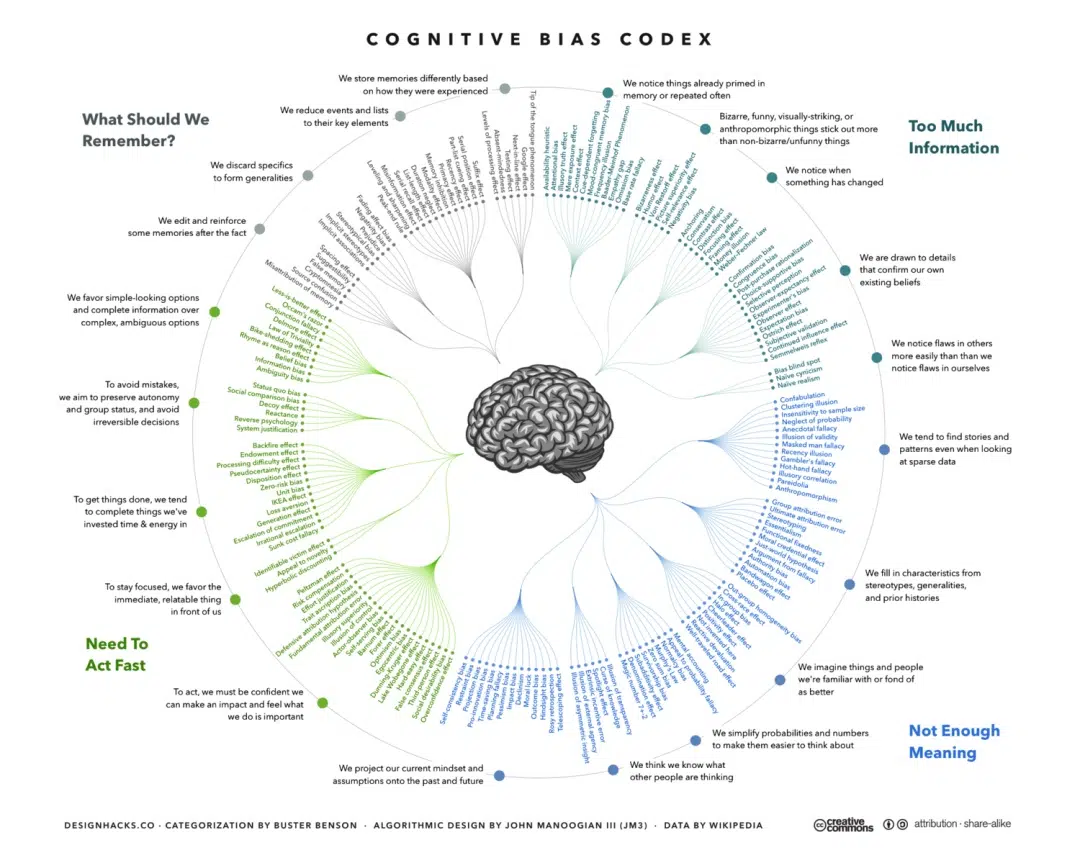 COGNITIVE BIAS CODEX
We store memories differently based
on how they were experienced
We reduce events and lists
to their key elements
We discard specifics
to form generalities
We edit and reinforce
some memories after the fact
What Should We
Remember?
We notice things already primed in
memory or repeated often
Bizarre, funny, visually-striking, or
anthropomorphic things stick out more
than non-bizarre/unfunny things
We notice when
something has changed
We are drawn to details
that confirm our own
existing beliefs
We notice flaws in others
more easily than we
notice flaws in ourselves
Too Much
Information
We tend to find stories and
patterns even when looking
at sparse data
We fill in characteristics from
stereotypes, generalities,
and prior histories
We imagine things and people
we're familiar with or fond of
as better
We simplify probabilities and numbers
to make them easier to think about
We think we know what
other people are thinking
We project our current mindset and
assumptions onto the past and future
Not Enough
Meaning
We favor simple-looking options
and complete information over
complex, ambiguous options
To avoid mistakes,
we aim to preserve autonomy
and group status, and avoid
irreversible decisions
To get things done, we tend
to complete things we've
invested time & energy in
To stay focused, we favor the
immediate, relatable thing
in front of us
To act, we must be confident we
can make an impact and feel what
we do is important
Need To
Act Fast
Tip of the tongue phenomenon
Google effect
Next-in-line effect
Testing effect
Absent-mindedness
Levels of processing effect
Suffix effect
Serial position effect
Part-list cueing effect
Recency effect
Primacy effect
Memory inhibition
Modality effect
Duration neglect
List-length effect
Serial recall effect
Misinformation effect
Leveling and sharpening
Peak-end rule
Fading affect bias
Negativity bias
Prejudice
Stereotypical bias
Implicit stereotypes
Implicit associations
Spacing effect
Suggestibility
False memory
Cryptomnesia
Source confusion
Misattribution of memory
Availability heuristic
Attentional bias
Illusory truth effect
Mere exposure effect
Context effect
Cue-dependent forgetting
Mood-congruent memory bias
Frequency illusion
Baader-Meinhof Phenomenon
Empathy gap
Omission bias
Base rate fallacy
Bizarreness effect
Humor effect
Von Restorff effect
Picture superiority effect
Self-relevance effect
Negativity bias
Anchoring
Conservatism
Contrast effect
Distinction bias
Focusing effect
Framing effect
Money illusion
Weber–Fechner law
Confirmation bias
Congruence bias
Post-purchase rationalization
Choice supportive bias
Selective perception
Observer expectancy effect
Experimenter's bias
Observer effect
Expectation bias
Ostrich effect
Subjective validation
Continued influence effect
Semmelweis reflex
Bias blind spot
Naïve cynicism
Naïve realism
Confabulation
Clustering illusion
Insensitivity to sample size
Neglect of probability
Anecdotal fallacy
Illusion of validity
Masked man fallacy
Recency illusion
Gambler's fallacy
Hot-hand fallacy
Illusory correlation
Pareidolia
Anthropomorphism
Group attribution error
Ultimate attribution error
Stereotyping
Essentialism
Functional fixedness
Moral credential effect
Just-world hypothesis
Argument from fallacy
Authority bias
Automation bias
Bandwagon effect
Placebo effect
Out-group homogeneity bias
Cross-race effect
In-group bias
Halo effect
Cheerleader effect
Positivity effect
Not invented here
Reactive devaluation
Well-traveled road effect
Mental accounting
Appeal to probability fallacy
Normalcy bias
Murphy's Law
Zero sum bias
Survivorship bias
Subadditivity effect
Denomination effect
Magic number 7+-2
Illusion of transparency
Curse of knowledge
Spotlight effect
Extrinsic incentive error
Illusion of external agency
Illusion of asymmetric insight
Telescoping effect
Rosy retrospection
Hindsight bias
Outcome bias
Moral luck
Declinism
Impact bias
Pessimism bias
Planning fallacy
Time-saving bias
Pro-innovation bias
Projection bias
Restraint bias
Self-consistency bias
Less-is-better effect
Occam's razor
Conjunction fallacy
Delmore effect
Law of Triviality
Bike-shedding effect
Rhyme as reason effect
Belief bias
Information bias
Ambiguity bias
Status quo bias
Social comparison bias
Decoy effect
Reactance
Reverse psychology
System justification
Backfire effect
Endowment effect
Processing difficulty effect
Pseudocertainty effect
Disposition effect
Zero-risk bias
Unit bias
IKEA effect
Loss aversion
Generation effect
Escalation of commitment
Irrational escalation
Sunk cost fallacy
Identifiable victim effect
Appeal to novelty
Hyperbolic discounting
Peltzman effect
Risk compensation
Effort justification
Trait ascription bias
Defensive attribution hypothesis
Fundamental attribution error
Illusory superiority
Illusion of control
Actor-observer bias
Self-serving bias
Barnum effect
Forer effect
Optimism bias
Egocentric bias
Dunning-Kruger effect
Lake Wobegone effect
Hard-easy effect
False consensus effect
Third-person effect
Social desirability bias
Overconfidence effect
DESIGNHACKS.CO · CATEGORIZATION BY BUSTER BENSON · ALGORITHMIC DESIGN BY JOHN MANOOGIAN III (JM3) · DATA BY WIKIPEDIA
cc creative commons
attribution · share-alike